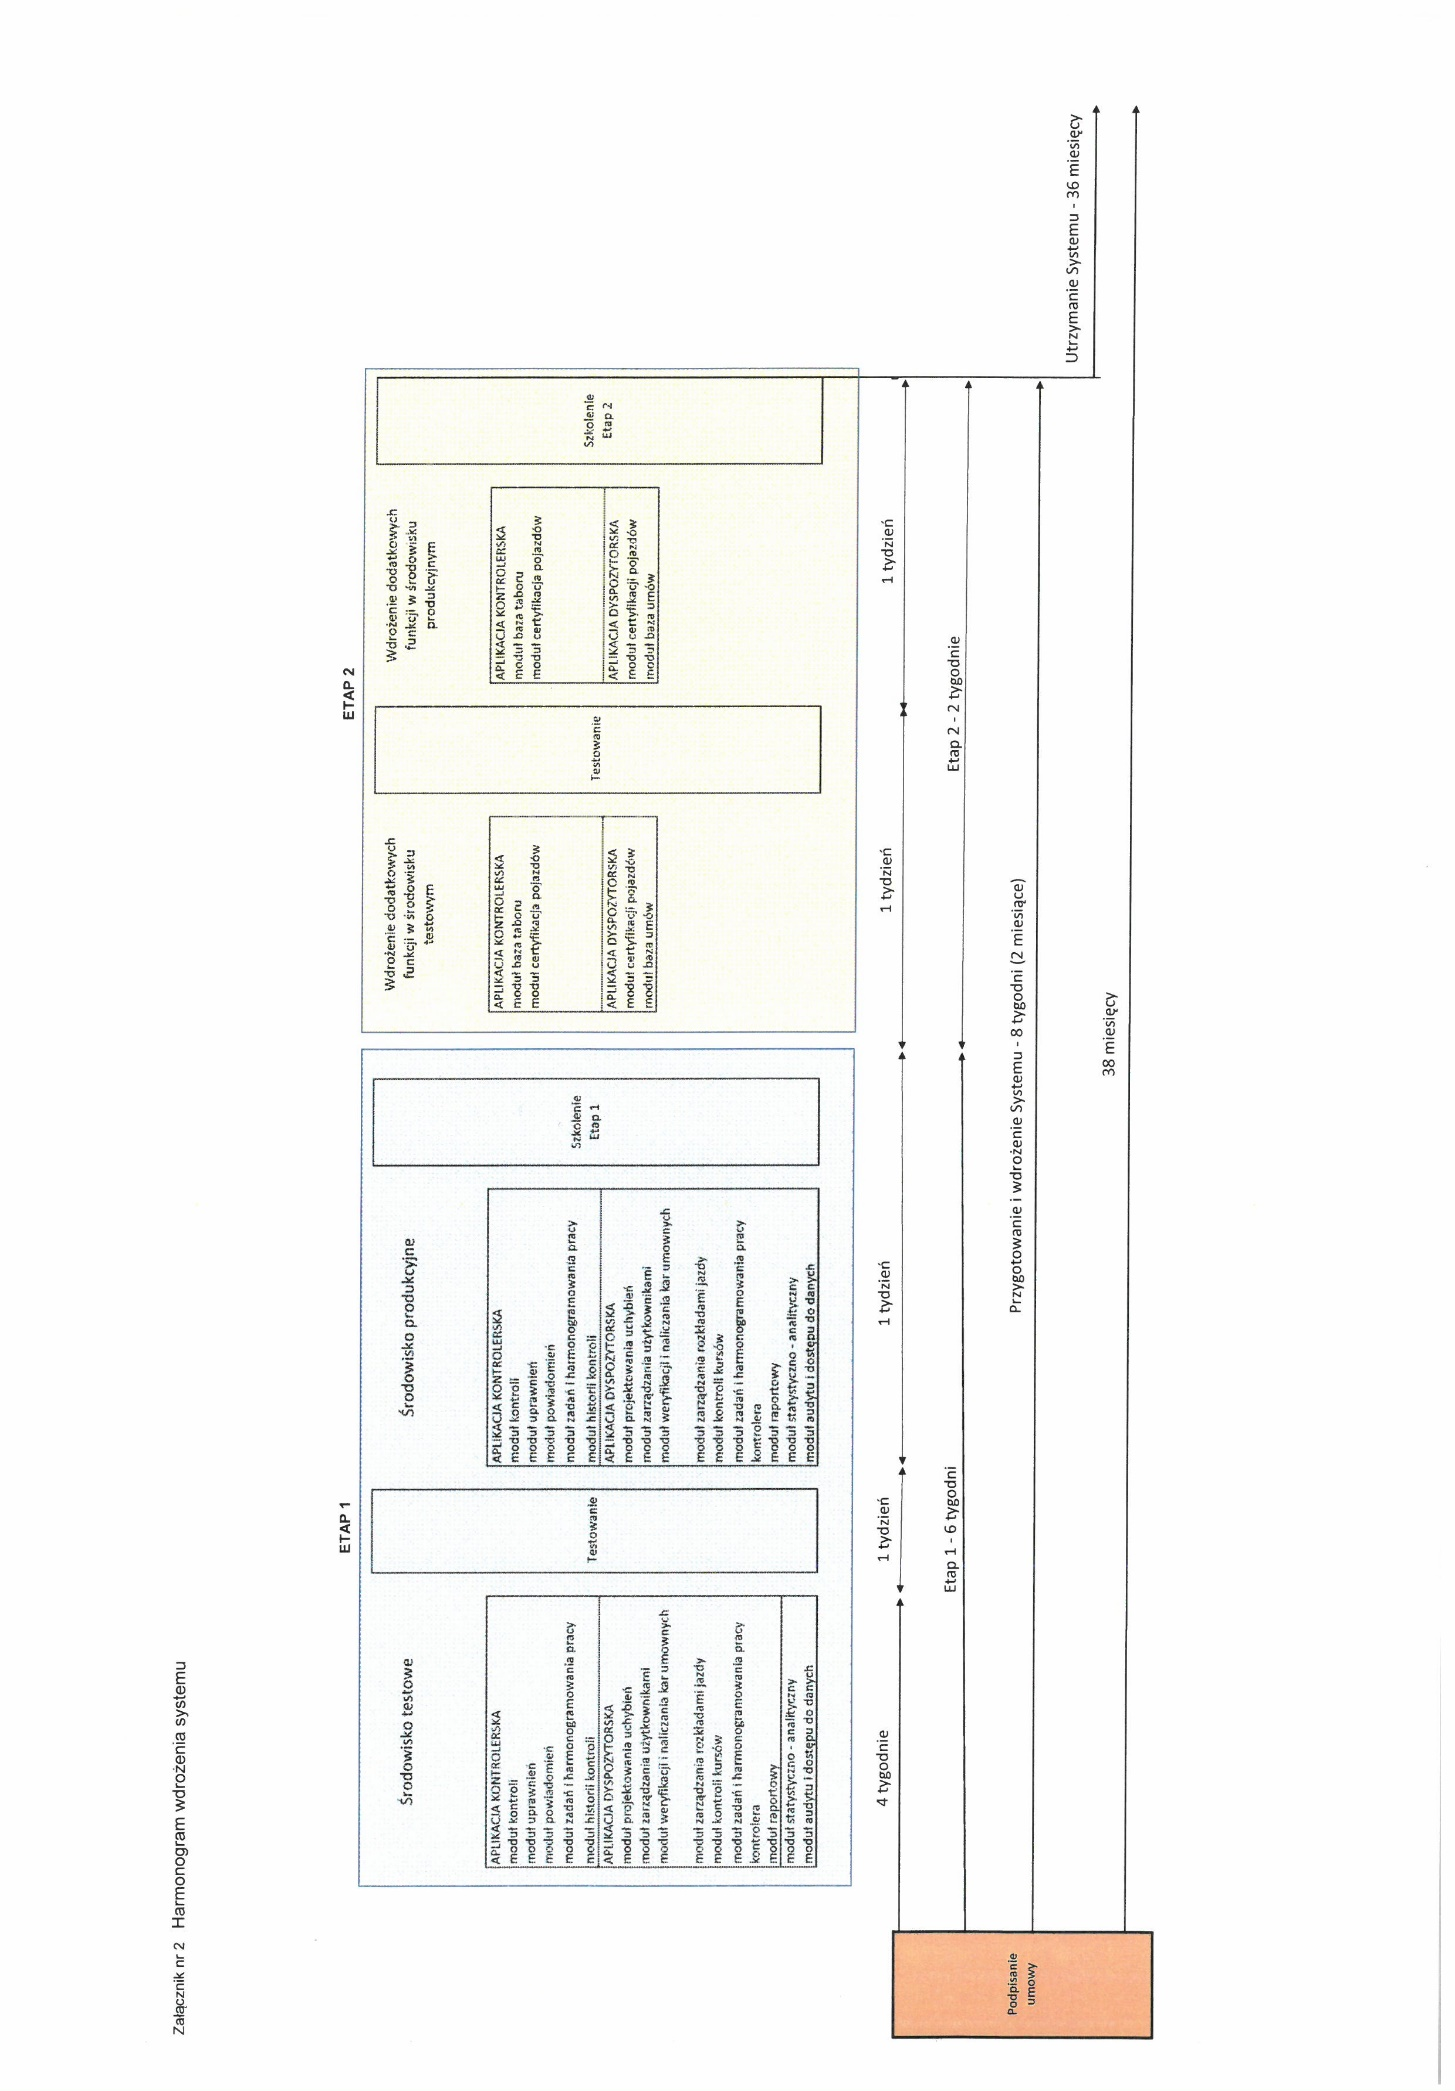 Załącznik nr 2 Harmonogram wdrożenia systemu
ETAP 1
Środowisko testowe
APLIKACJA KONTROLERSKA
moduł kontroli
moduł uprawnień
moduł powiadomień
moduł zadań i harmonogramowania pracy
moduł historii kontroli
APLIKACJA DYSPOZYTORSKA
moduł projektowania uchybień
moduł zarządzania użytkownikami
moduł weryfikacji i naliczania kar umownych
moduł zarządzania rozkładami jazdy
moduł kontroli kursów
moduł zadań i harmonogramowania pracy
kontrolera
moduł raportowy
moduł statystyczno - analityczny
moduł audytu i dostępu do danych
Testowanie
Środowisko produkcyjne
APLIKACJA KONTROLERSKA
moduł kontroli
moduł uprawnień
moduł powiadomień
moduł zadań i harmonogramowania pracy
moduł historii kontroli
APLIKACJA DYSPOZYTORSKA
moduł projektowania uchybień
moduł zarządzania użytkownikami
moduł weryfikacji i naliczania kar umownych
moduł zarządzania rozkładami jazdy
moduł kontroli kursów
moduł zadań i harmonogramowania pracy
kontrolera
moduł raportowy
moduł statystyczno - analityczny
moduł audytu i dostępu do danych
Szkolenie
Etap 1
ETAP 2
Wdrożenie dodatkowych
funkcji w środowisku
testowym
APLIKACJA KONTROLERSKA
moduł baza taboru
moduł certyfikacja pojazdów
APLIKACJA DYSPOZYTORSKA
moduł certyfikacji pojazdów
moduł baza umów
Testowanie
Wdrożenie dodatkowych
funkcji w środowisku
produkcyjnym
APLIKACJA KONTROLERSKA
moduł baza taboru
moduł certyfikacja pojazdów
APLIKACJA DYSPOZYTORSKA
moduł certyfikacji pojazdów
moduł baza umów
Szkolenie
Etap 2
4 tygodnie
1 tydzień
1 tydzień
1 tydzień
1 tydzień
Etap 1 - 6 tygodni
Etap 2 - 2 tygodnie
Podpisanie
umowy
Przygotowanie i wdrożenie Systemu - 8 tygodni (2 miesiące)
Utrzymanie Systemu - 36 miesięcy
38 miesięcy